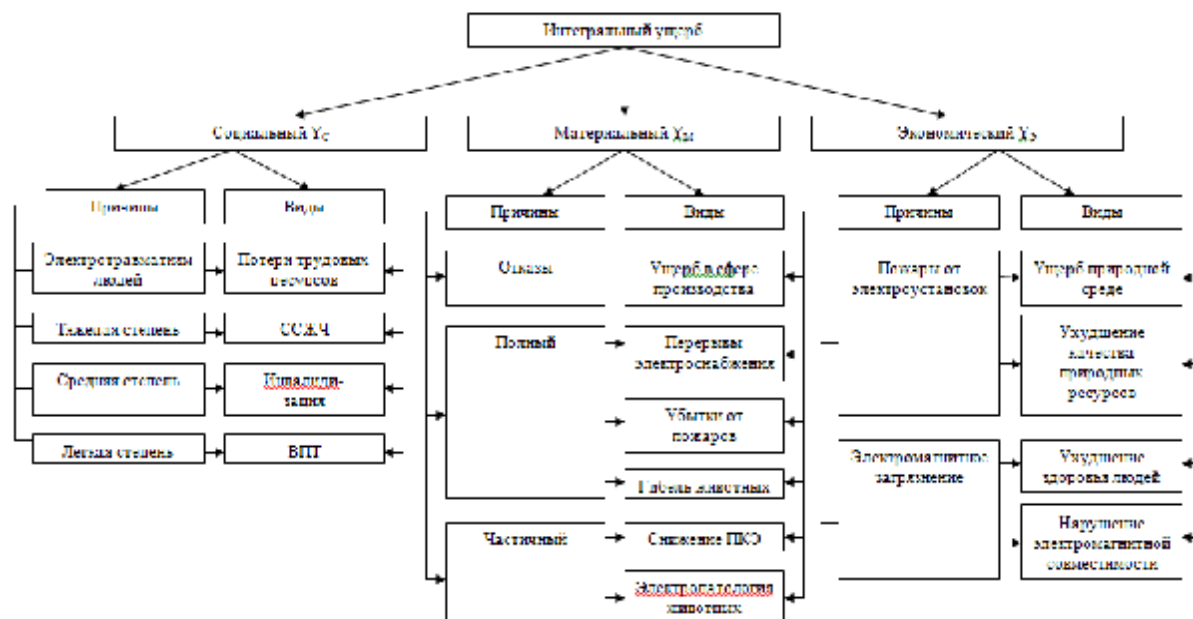 Интегральный ущерб
Социальный УС
Материальный УМ
Экономический УЭ
Причины
Виды
Причины
Виды
Причины
Виды
Электротравматизм
людей
Потери трудовых
ресурсов
Отказы
Ущерб в сфере
производства
Пожары от
электроустановок
Ущерб природной
среде
Тяжелая степень
ССЖЧ
Полный
Перерывы
электроснабжения
Ухудшение
качества
природных
ресурсов
Средняя степень
Инвалиди-
зация
Убытки от
пожаров
Легкая степень
ВПТ
Электромагнитное
загрязнение
Ухудшение
здоровья людей
Гибель животных
Частичный
Снижение ПКЭ
Нарушение
электромагнитной
совместимости
Электропатология
животных